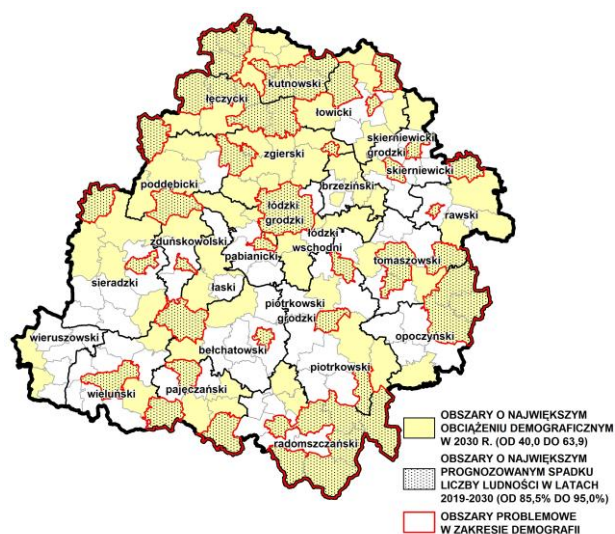 kutnowski
łęczycki
łowicki
skierniewicki
grodzki
skierniewicki
zgierski
brzeziński
rawski
poddębicki
łódzki
grodzki
łódzki
wschodni
zduńskowolski
pabianicki
tomaszowski
sieradzki
łaski
piotrkowski
grodzki
opoczyński
wieruszowski
bełchatowski
piotrkowski
wieluński
pajęczański
radomszczański
OBSZARY O NAJWIĘKSZYM
OBCIĄŻENIU DEMOGRAFICZNYM
W 2030 R. (OD 40,0 DO 63,9)
OBSZARY O NAJWIĘKSZYM
PROGNOZOWANYM SPADKU
LICZBY LUDNOŚCI W LATACH
2019-2030 (OD 85,5% DO 95,0%)
OBSZARY PROBLEMOWE
W ZAKRESIE DEMOGRAFII